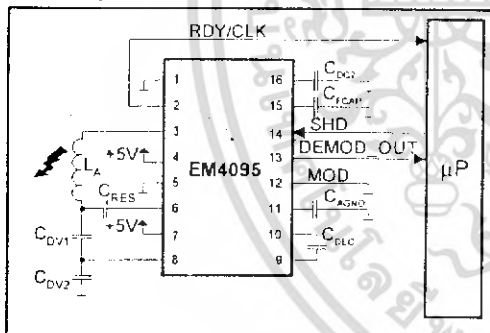 RDY/CLK
1
2
3
4
5
6
7
8
EM4095
16
15
14
13
12
11
10
9
C_DC2
C_FCAP
SHD
DEMOD_OUT
MOD
C_AGND
C_DEC
µP
+5V
L_A
C_RES
+5V
C_DV1
C_DV2